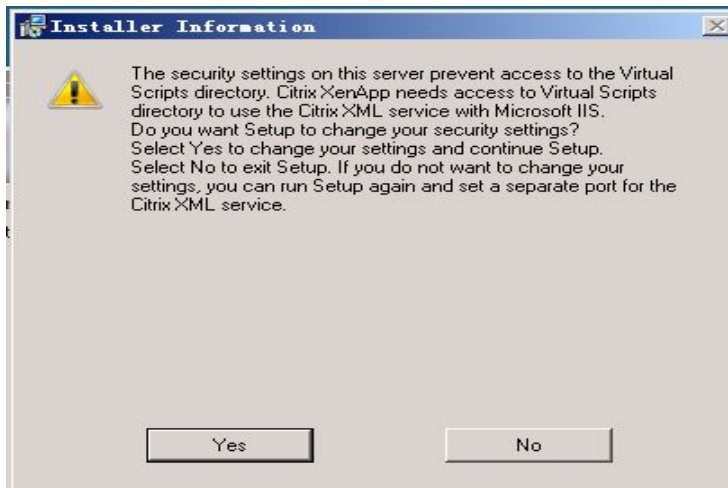 Installer Information
The security settings on this server prevent access to the Virtual
Scripts directory. Citrix XenApp needs access to Virtual Scripts
directory to use the Citrix XML service with Microsoft IIS.
Do you want Setup to change your security settings?
Select Yes to change your settings and continue Setup.
Select No to exit Setup. If you do not want to change your
settings, you can run Setup again and set a separate port for the
Citrix XML service.
Yes No